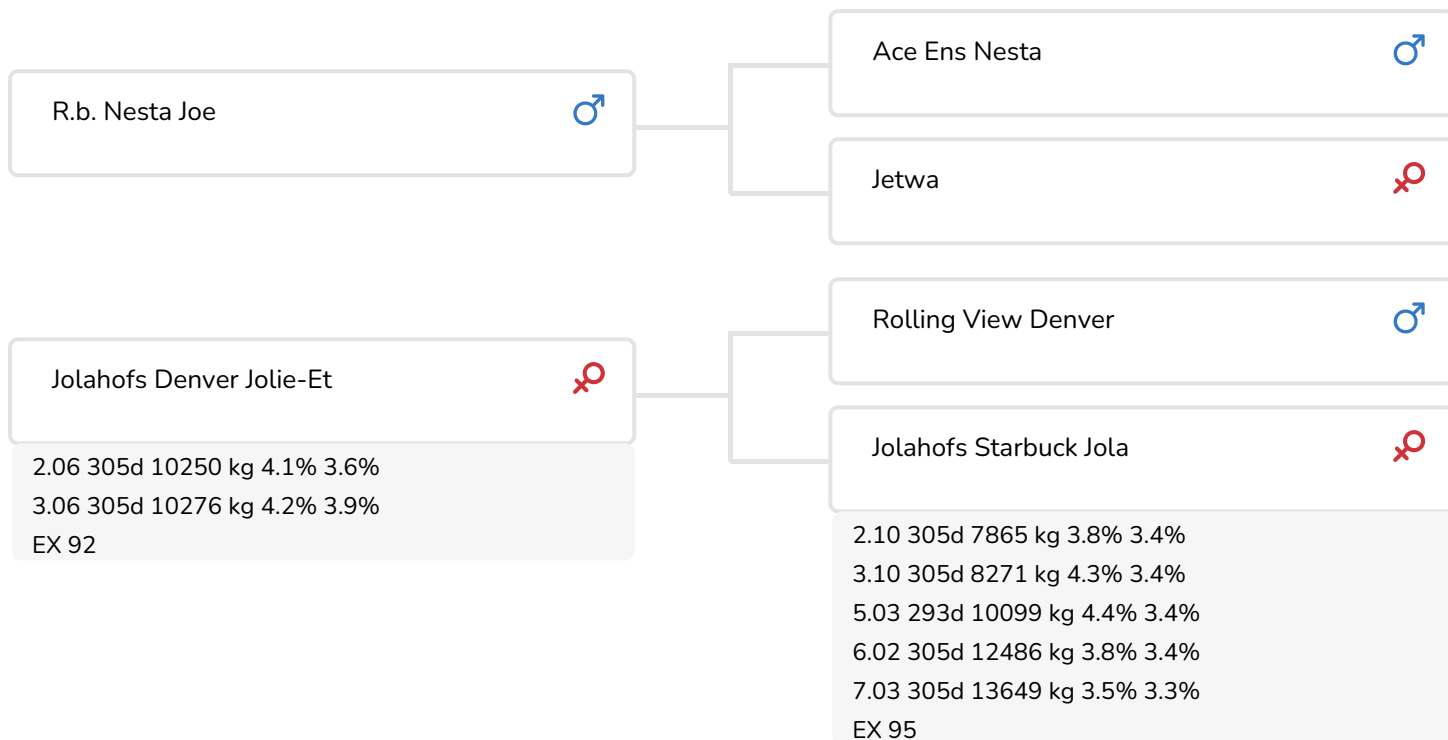 R.b. Nesta Joe
Ace Ens Nesta
Jetwa
Jolahofs Denver Jolie-Et
2.06 305d 10250 kg 4.1% 3.6%
3.06 305d 10276 kg 4.2% 3.9%
EX 92
Rolling View Denver
Jolahofs Starbuck Jola
2.10 305d 7865 kg 3.8% 3.4%
3.10 305d 8271 kg 4.3% 3.4%
5.03 293d 10099 kg 4.4% 3.4%
6.02 305d 12486 kg 3.8% 3.4%
7.03 305d 13649 kg 3.5% 3.3%
EX 95